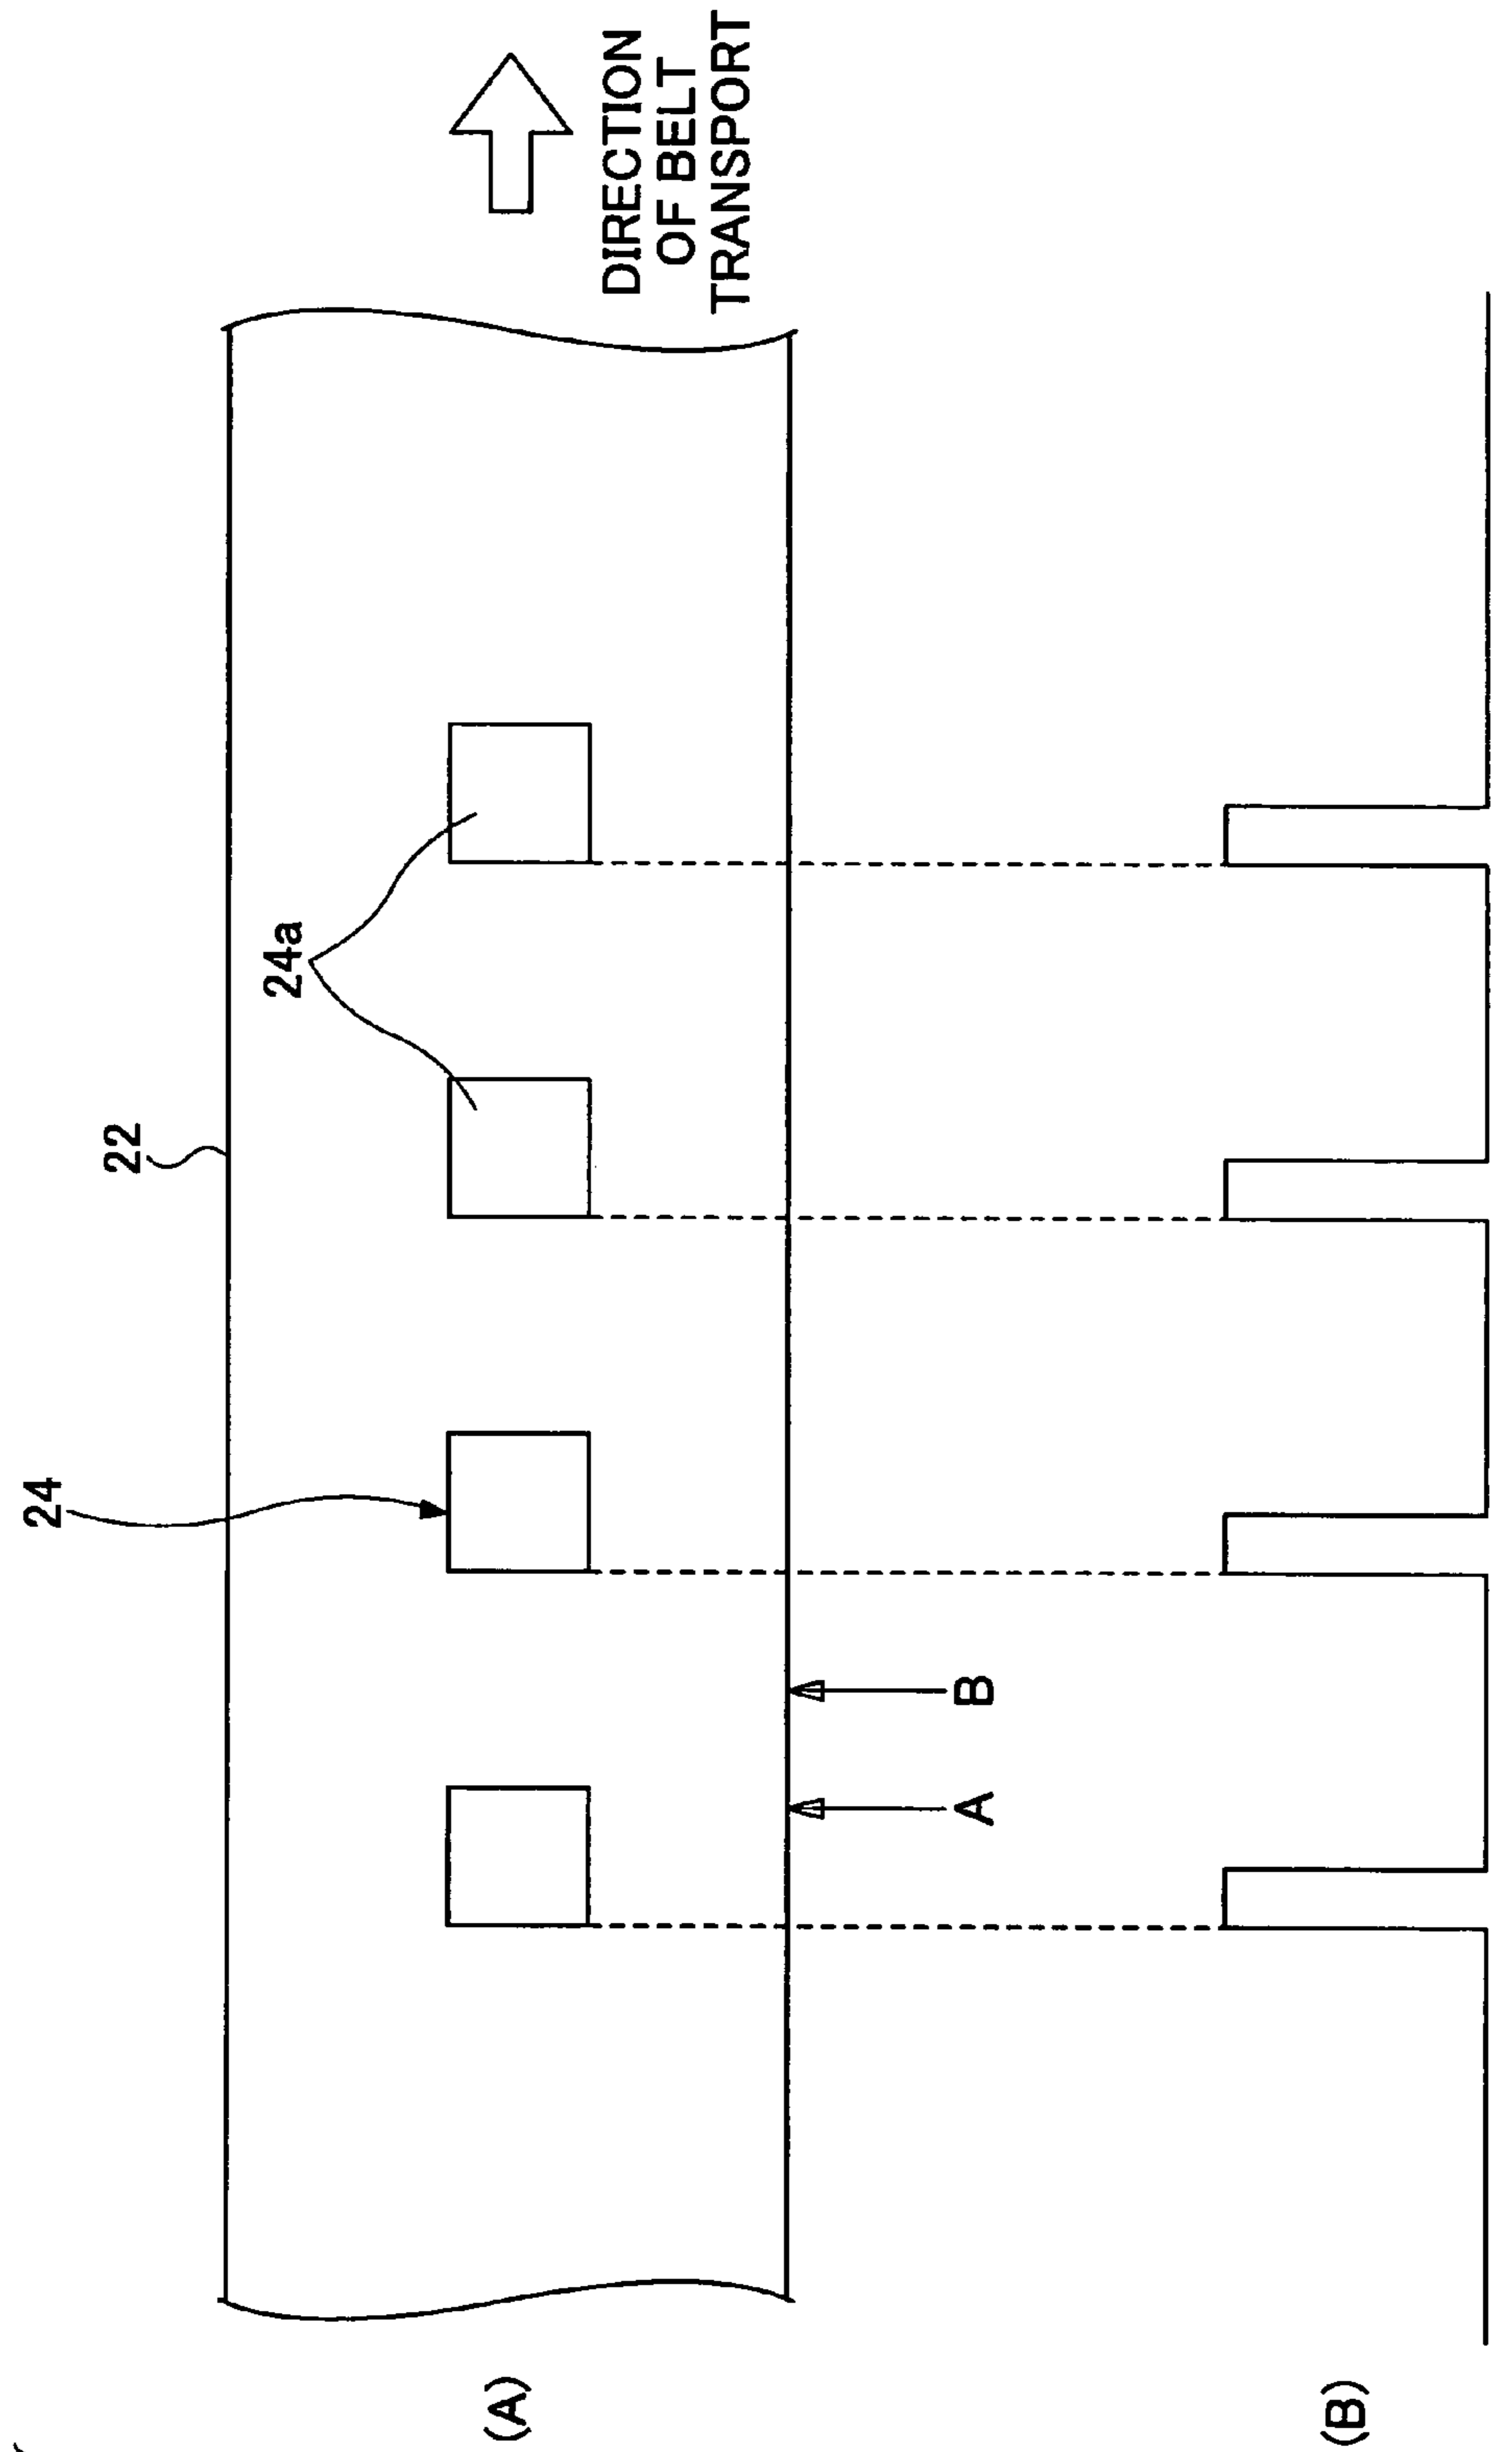 24
22
24a
DIRECTION
OF BELT
TRANSPORT
(A)
A
B
(B)